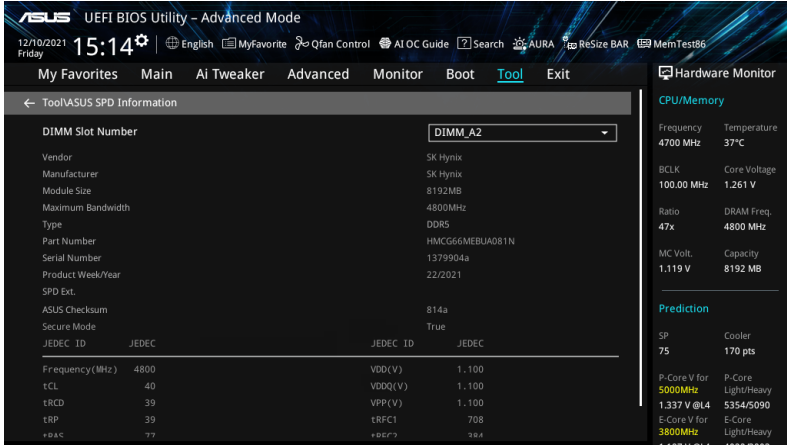 ASUS UEFI BIOS Utility – Advanced Mode
12/10/2021 Friday 15:14 English MyFavorite Qfan Control AI OC Guide ? Search AURA ReSize BAR MemTest86
My Favorites Main Ai Tweaker Advanced Monitor Boot Tool Exit
← Tool\ASUS SPD Information
DIMM Slot Number DIMM_A2
Vendor SK Hynix
Manufacturer SK Hynix
Module Size 8192MB
Maximum Bandwidth 4800MHz
Type DDR5
Part Number HMCG66MEBUA081N
Serial Number 1379904a
Product Week/Year 22/2021
SPD Ext.
ASUS Checksum 814a
Secure Mode True
JEDEC ID JEDEC JEDEC ID JEDEC
Frequency(MHz) 4800 VDD(V) 1.100
tCL 40 VDDQ(V) 1.100
tRCD 39 VPP(V) 1.100
tRP 39 tRFC1 708
tRAS 77 tRFC2 384
Hardware Monitor
CPU/Memory
Frequency Temperature
4700 MHz 37°C
BCLK Core Voltage
100.00 MHz 1.261 V
Ratio DRAM Freq.
47x 4800 MHz
MC Volt. Capacity
1.119 V 8192 MB
Prediction
SP Cooler
75 170 pts
P-Core V for P-Core
5000MHz Light/Heavy
1.337 V @L4 5354/5090
E-Core V for E-Core
3800MHz Light/Heavy